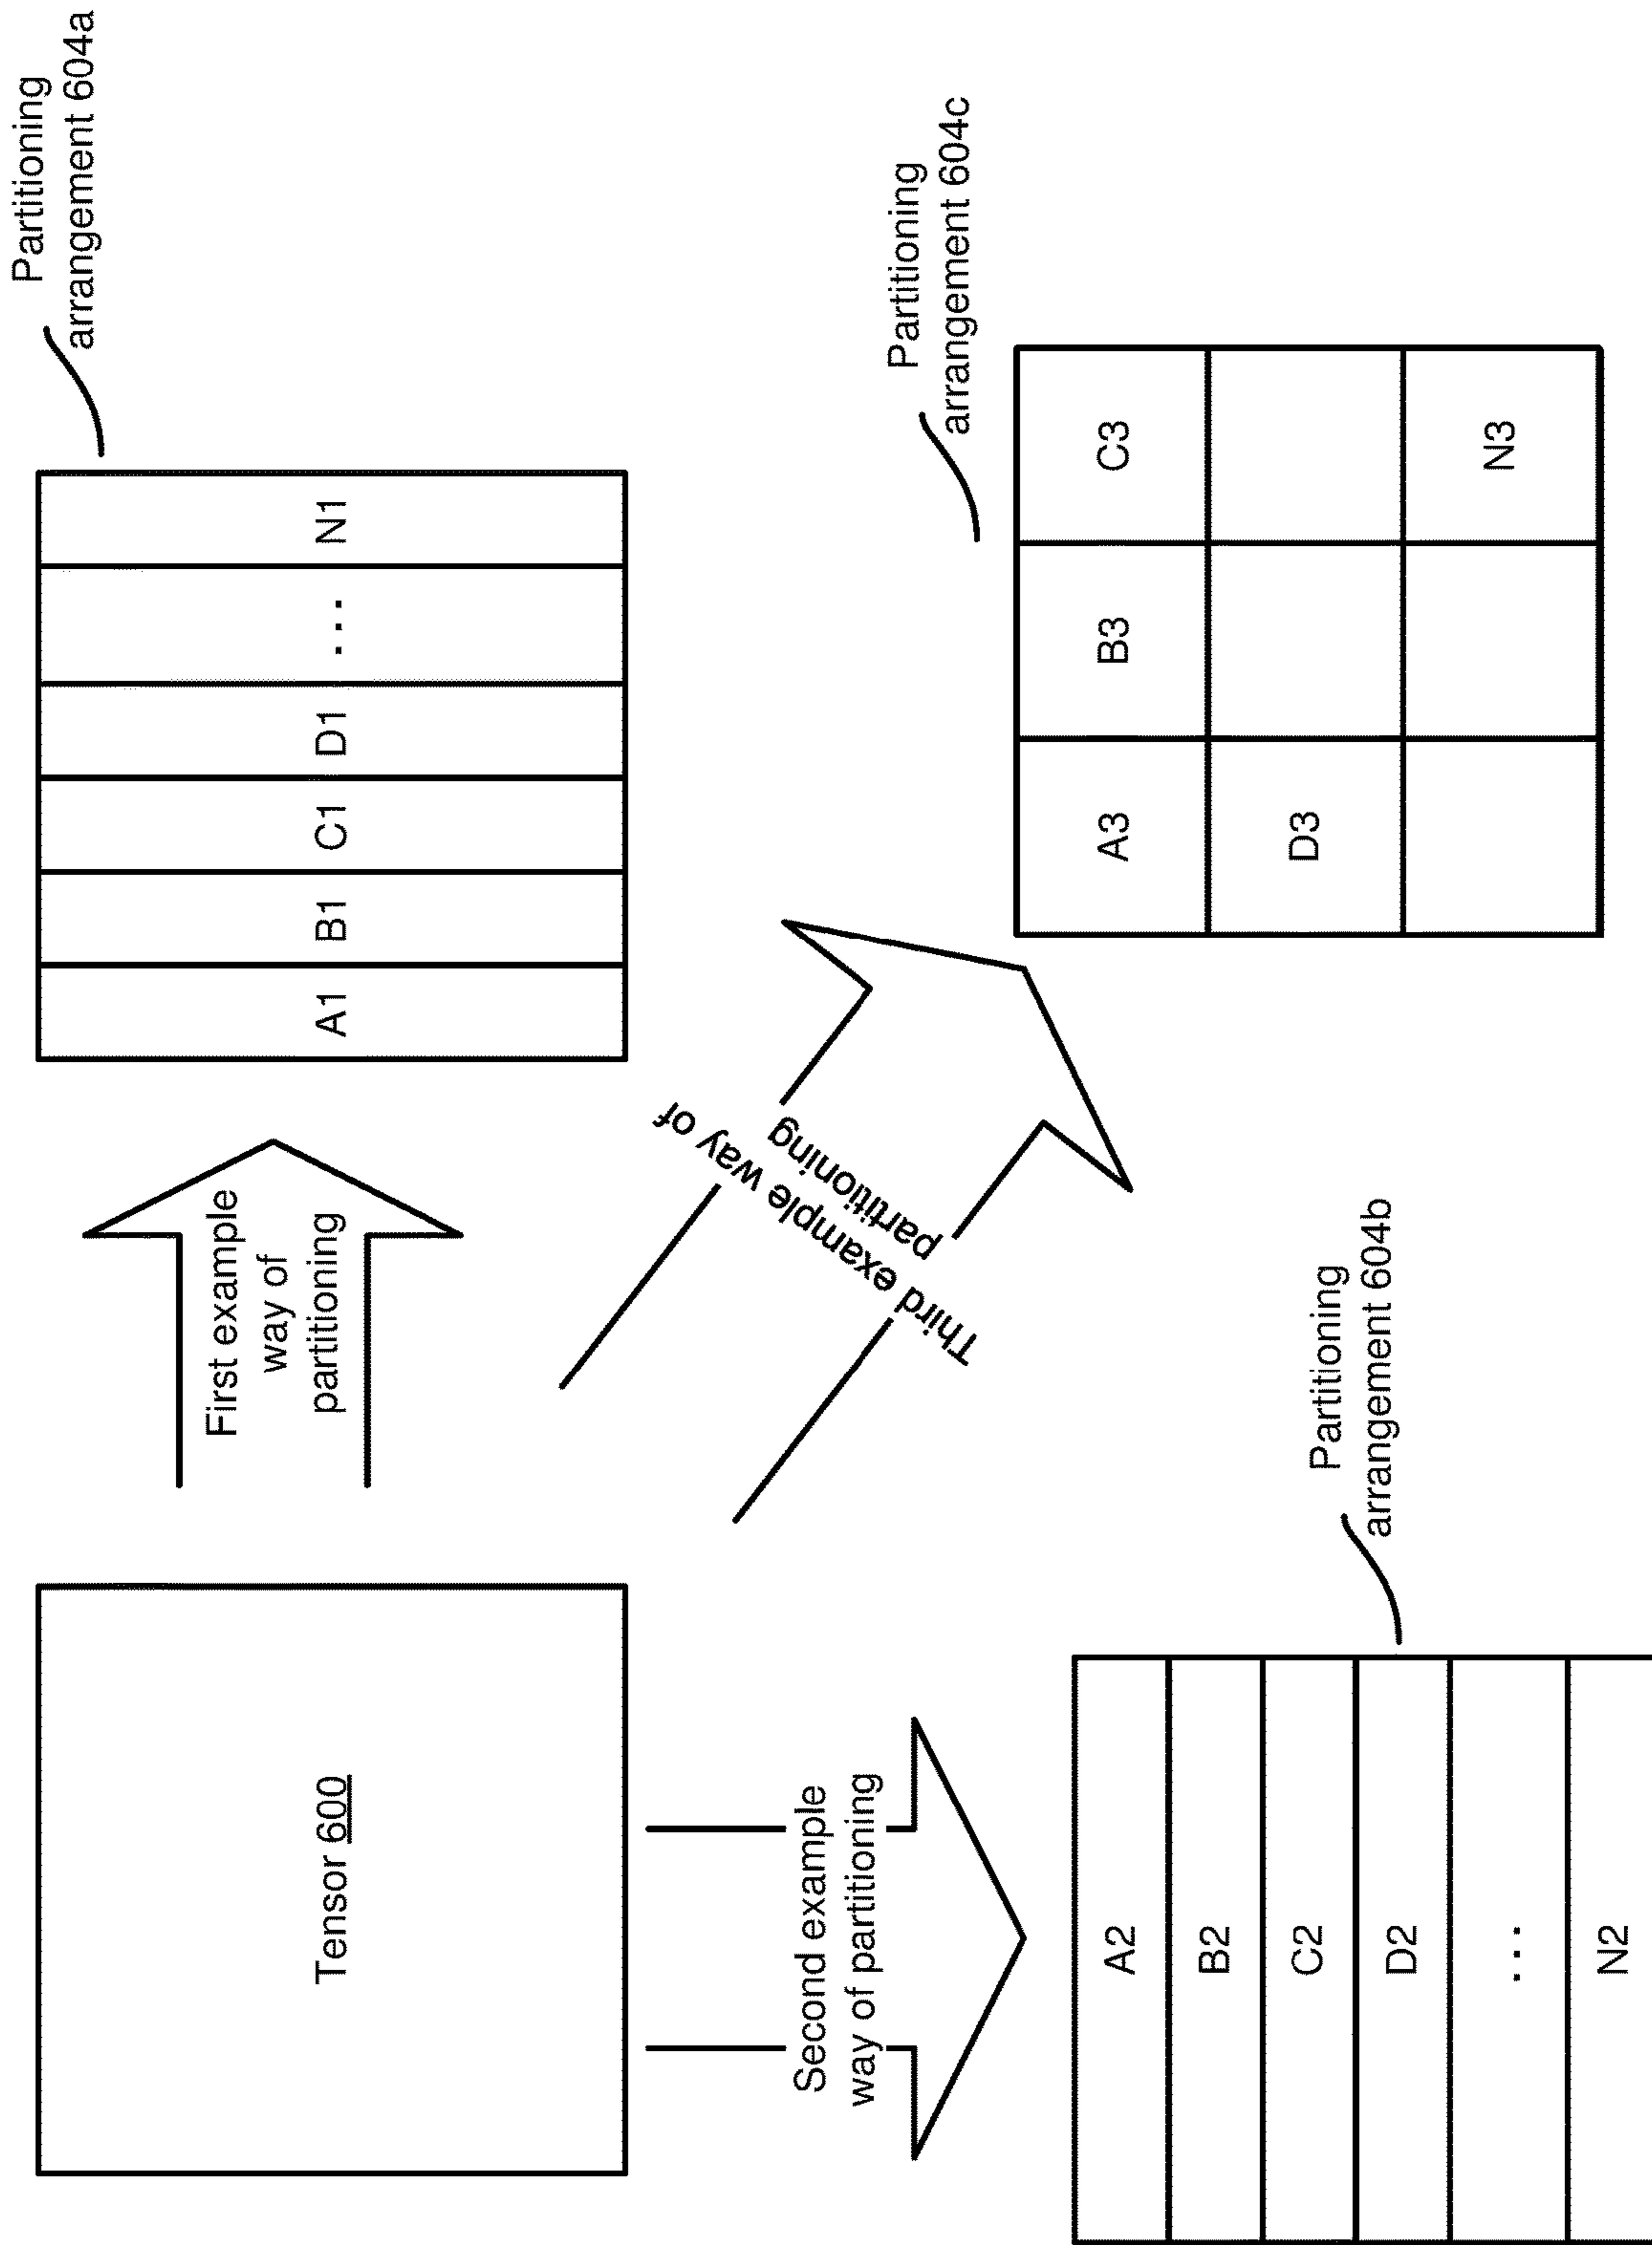 Tensor 600
First example
way of
partitioning
Partitioning
arrangement 604a
A1
B1
C1
D1
...
N1
Second example
way of partitioning
Third example way of
partitioning
Partitioning
arrangement 604b
A2
B2
C2
D2
...
N2
Partitioning
arrangement 604c
A3
B3
C3
D3
N3